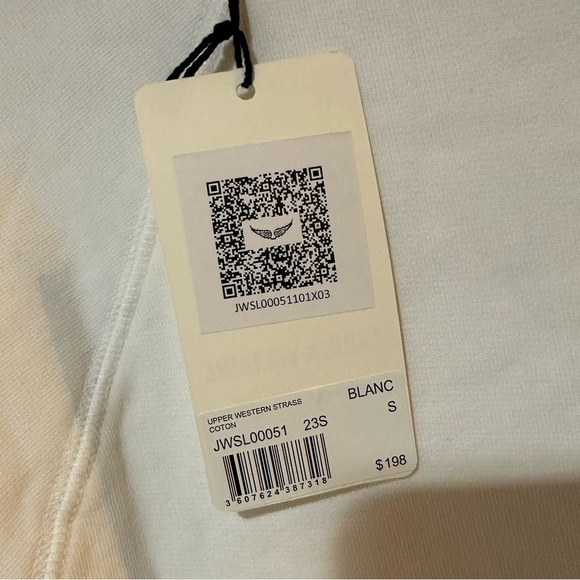 JWSL00051101X03
UPPER WESTERN STRASS
COTON
BLANC
JWSL00051 23S
S
$198
3 607624 387318